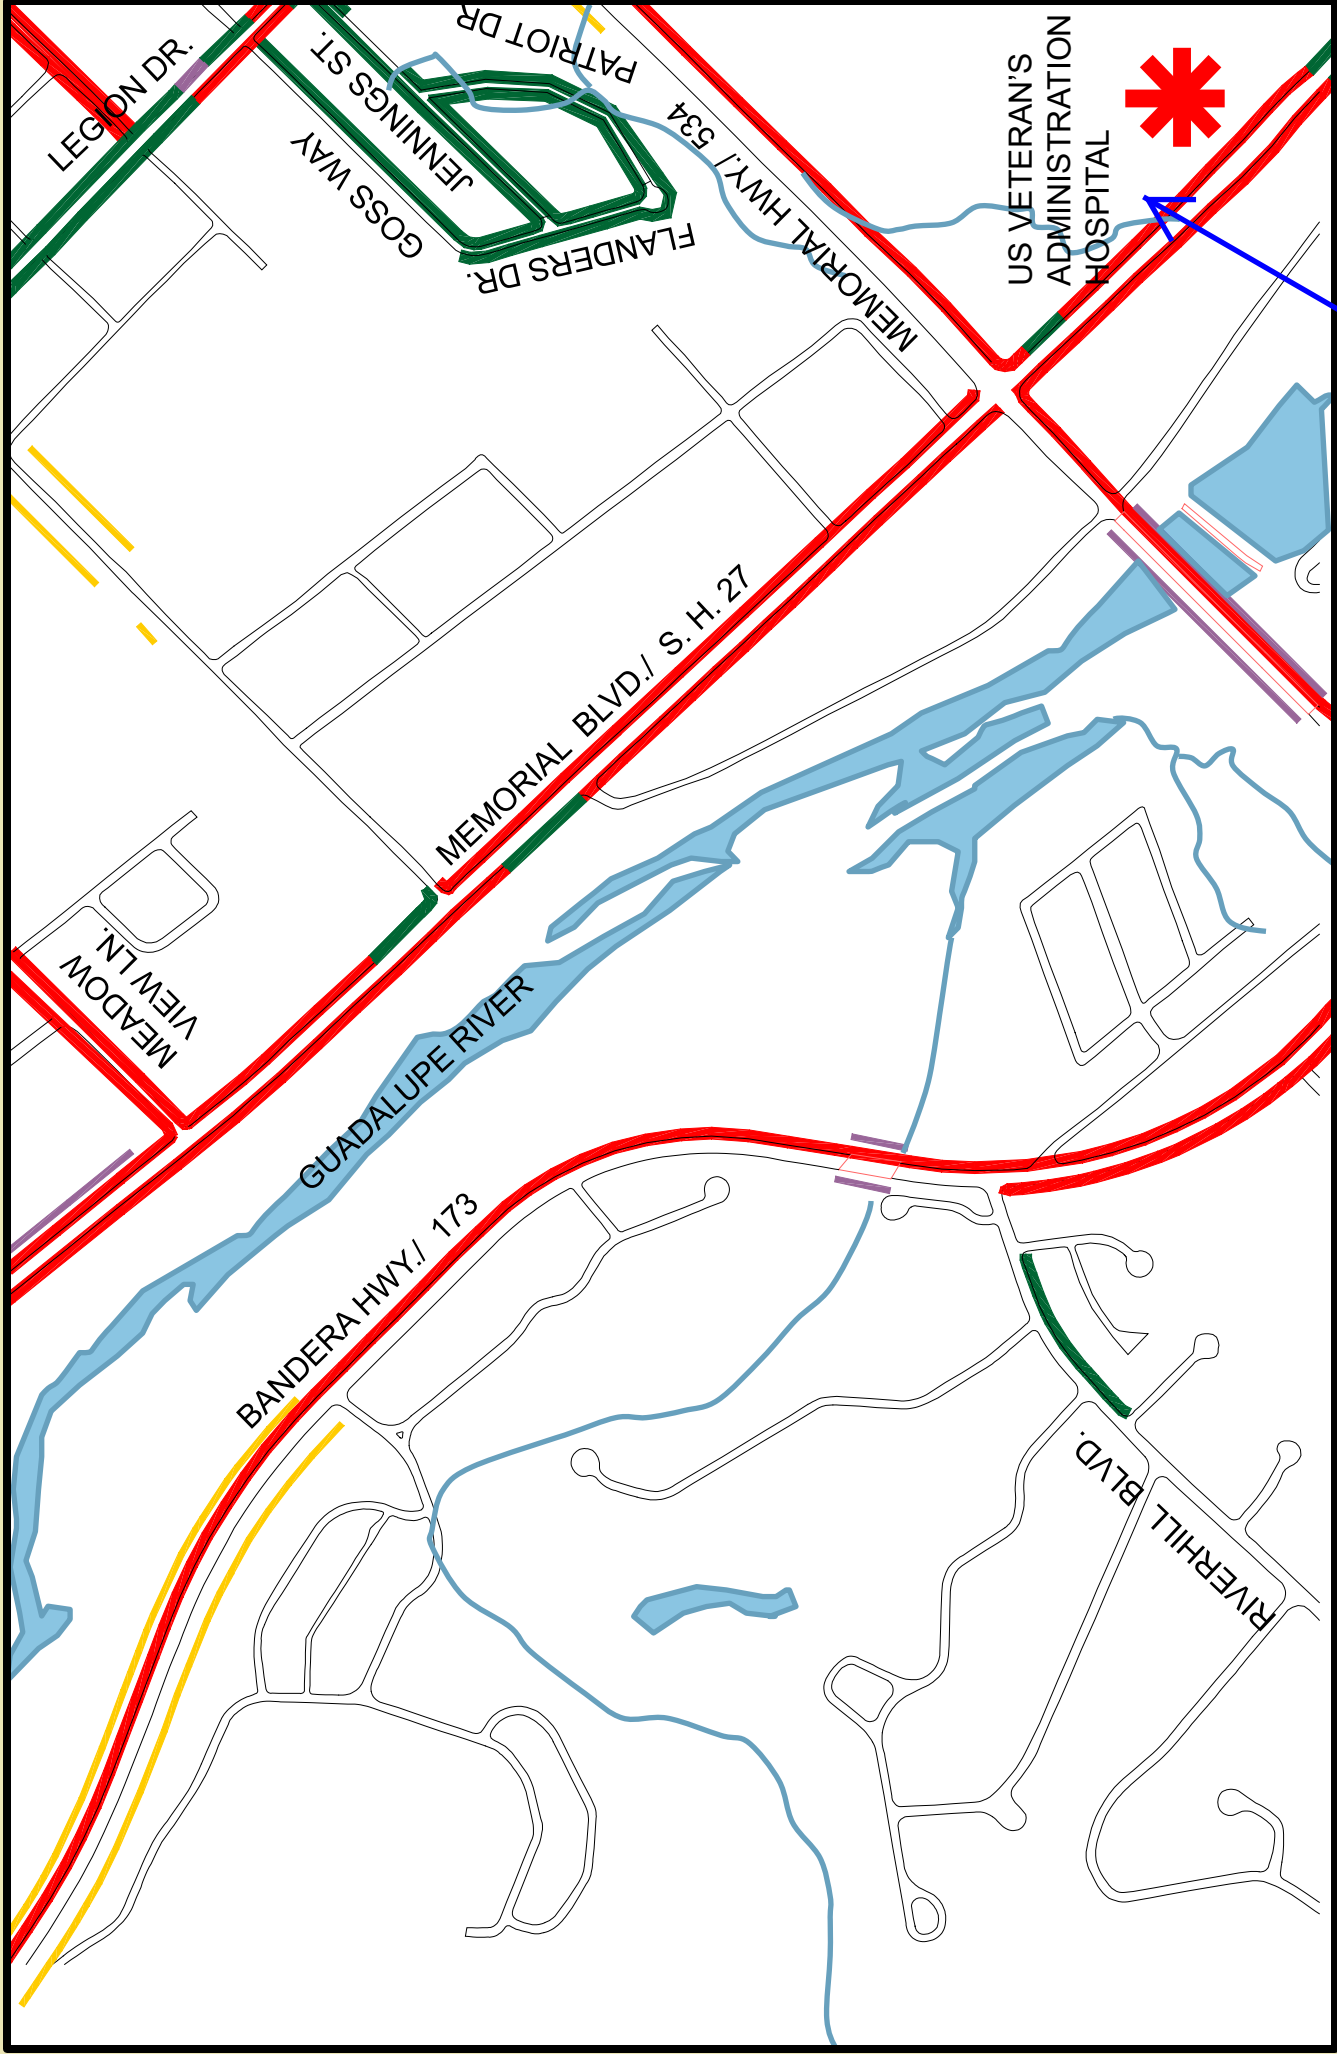 LEGION DR.
PATRIOT DR
JENNINGS ST.
GOSS WAY
FLANDERS DR.
MEMORIAL HWY./ 534
US VETERAN'S
ADMINISTRATION
HOSPITAL
MEMORIAL BLVD./ S. H. 27
MEADOW
VIEW LN.
GUADALUPE RIVER
BANDERA HWY./ 173
RIVERHILL BLVD.